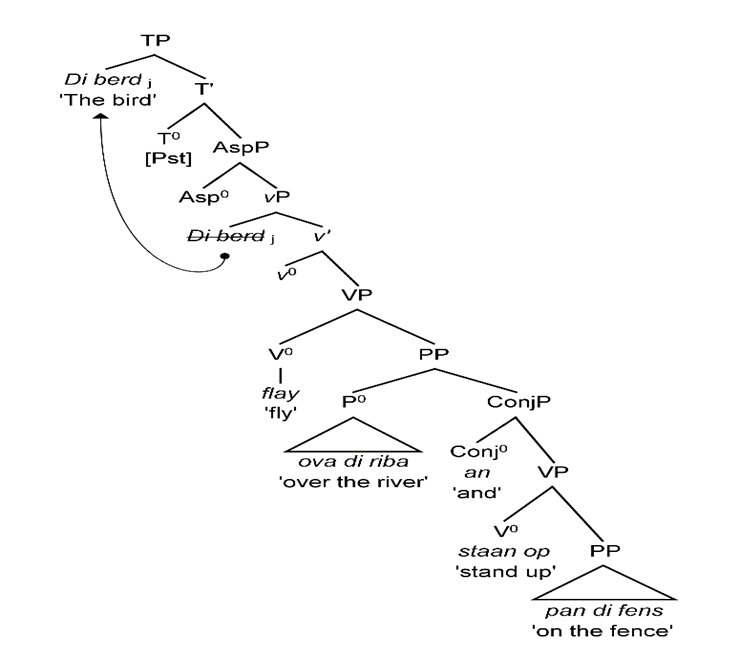 TP
Di berd j
'The bird'
T'
T⁰
[Pst]
AspP
Asp⁰
vP
Di berd j
v'
v⁰
VP
V⁰
PP
flay
'fly'
P⁰
ConjP
ova di riba
'over the river'
Conj⁰
an
'and'
VP
V⁰
staan op
'stand up'
PP
pan di fens
'on the fence'